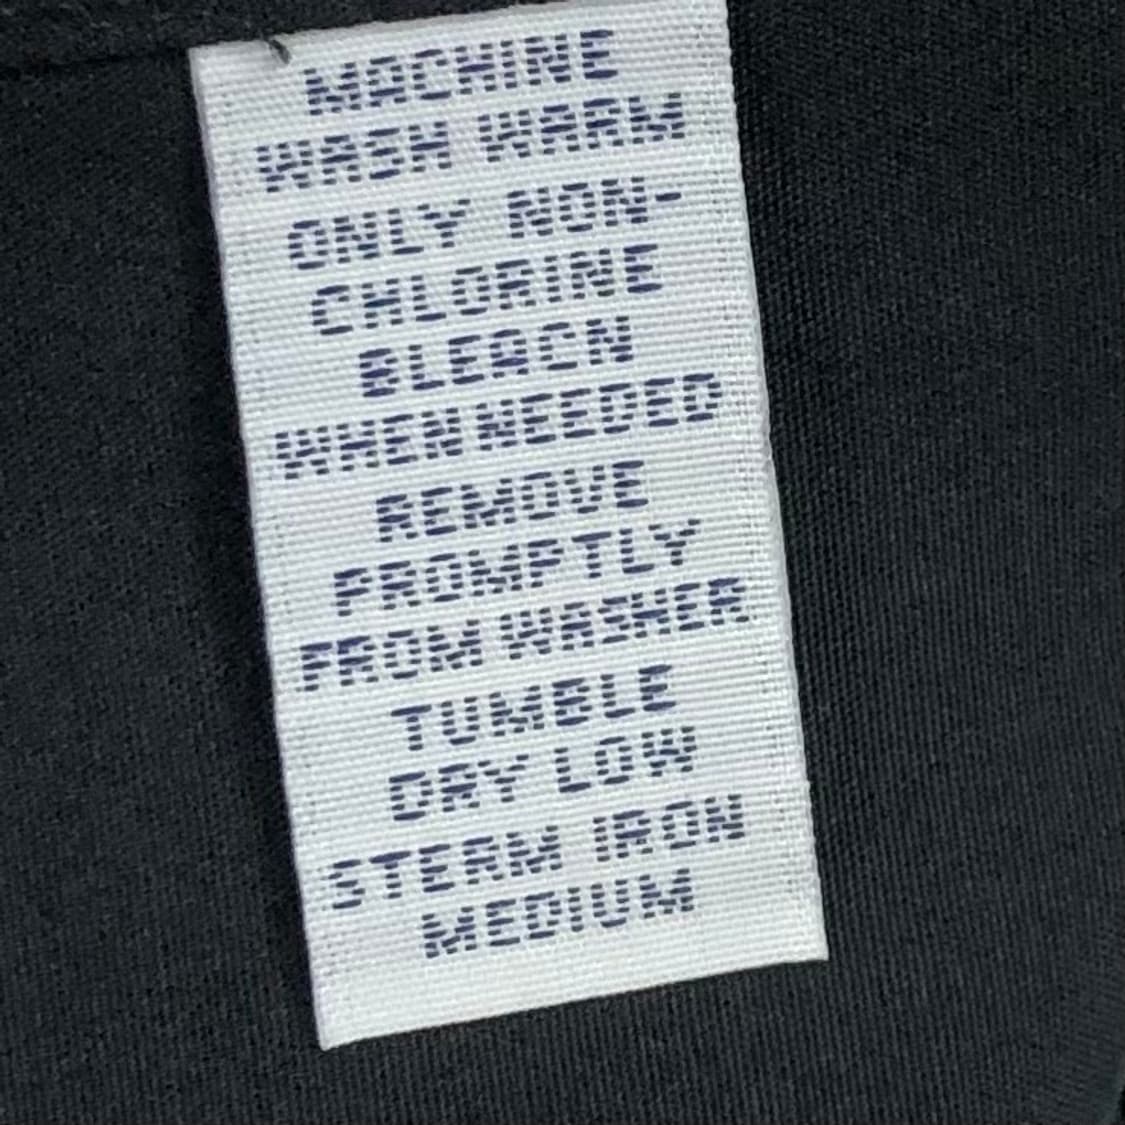 MACHINE
WASH WARM
ONLY NON-
CHLORINE
BLEACN
WHEN NEEDED
REMOVE
PROMPTLY
FROM WASHER
TUMBLE
DRY LOW
STERM IRON
MEDIUM